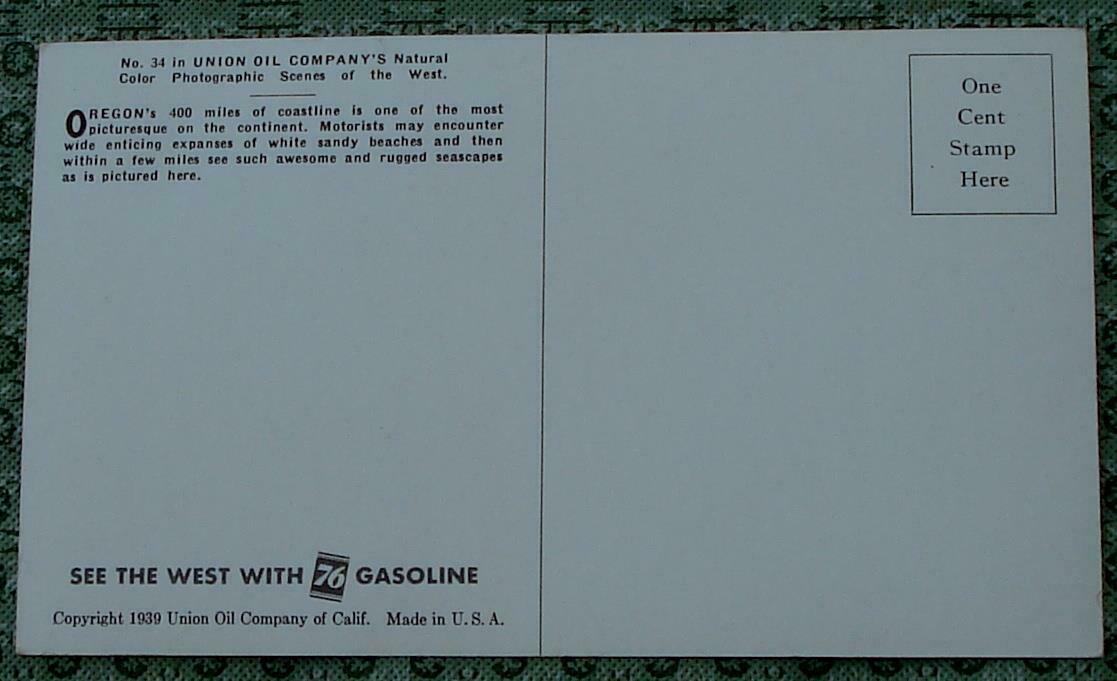 No. 34 in UNION OIL COMPANY'S Natural
Color Photographic Scenes of the West.
OREGON's 400 miles of coastline is one of the most
picturesque on the continent. Motorists may encounter
wide enticing expanses of white sandy beaches and then
within a few miles see such awesome and rugged seascapes
as is pictured here.
SEE THE WEST WITH 76 GASOLINE
Copyright 1939 Union Oil Company of Calif. Made in U. S. A.
One
Cent
Stamp
Here